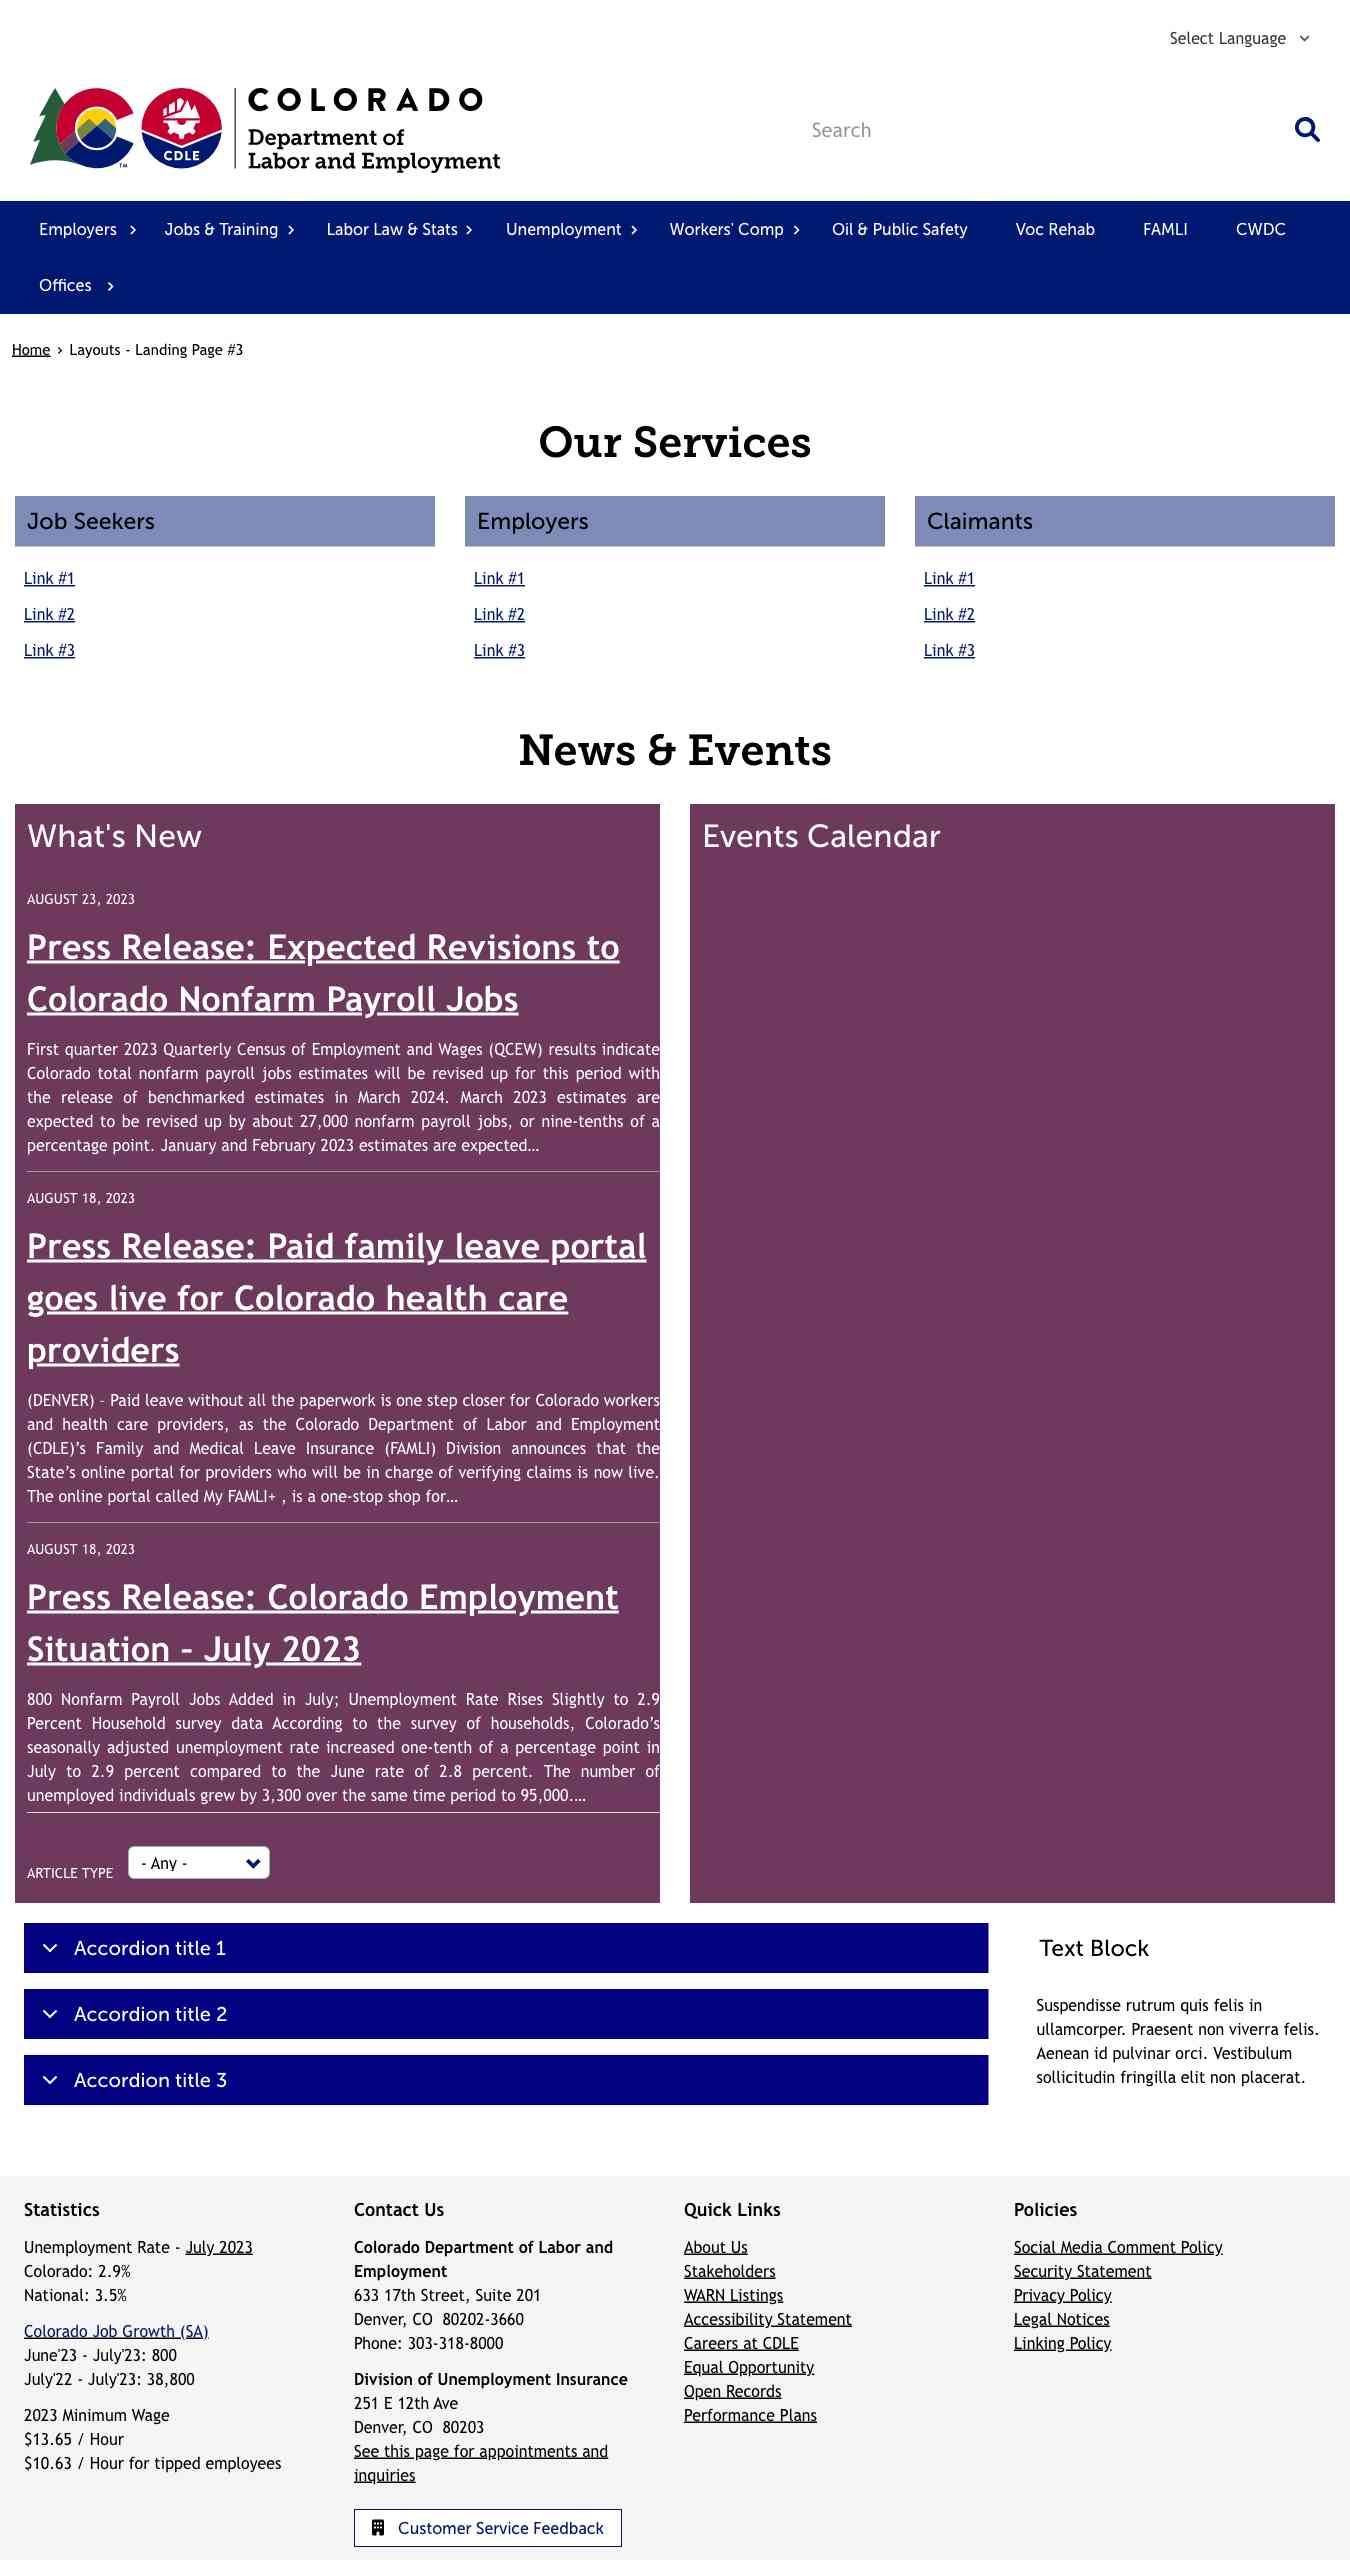 Select Language
COLORADO
Department of
Labor and Employment
CDLE
TM
Search
Employers Jobs & Training Labor Law & Stats Unemployment Workers' Comp Oil & Public Safety Voc Rehab FAMLI CWDC
Offices
Home › Layouts - Landing Page #3
Our Services
Job Seekers
Link #1
Link #2
Link #3
Employers
Link #1
Link #2
Link #3
Claimants
Link #1
Link #2
Link #3
News & Events
What's New
AUGUST 23, 2023
Press Release: Expected Revisions to
Colorado Nonfarm Payroll Jobs
First quarter 2023 Quarterly Census of Employment and Wages (QCEW) results indicate
Colorado total nonfarm payroll jobs estimates will be revised up for this period with
the release of benchmarked estimates in March 2024. March 2023 estimates are
expected to be revised up by about 27,000 nonfarm payroll jobs, or nine-tenths of a
percentage point. January and February 2023 estimates are expected...
AUGUST 18, 2023
Press Release: Paid family leave portal
goes live for Colorado health care
providers
(DENVER) – Paid leave without all the paperwork is one step closer for Colorado workers
and health care providers, as the Colorado Department of Labor and Employment
(CDLE)’s Family and Medical Leave Insurance (FAMLI) Division announces that the
State’s online portal for providers who will be in charge of verifying claims is now live.
The online portal called My FAMLI+ , is a one-stop shop for...
AUGUST 18, 2023
Press Release: Colorado Employment
Situation - July 2023
800 Nonfarm Payroll Jobs Added in July; Unemployment Rate Rises Slightly to 2.9
Percent Household survey data According to the survey of households, Colorado’s
seasonally adjusted unemployment rate increased one-tenth of a percentage point in
July to 2.9 percent compared to the June rate of 2.8 percent. The number of
unemployed individuals grew by 3,300 over the same time period to 95,000....
ARTICLE TYPE - Any -
Events Calendar
Accordion title 1
Accordion title 2
Accordion title 3
Text Block
Suspendisse rutrum quis felis in
ullamcorper. Praesent non viverra felis.
Aenean id pulvinar orci. Vestibulum
sollicitudin fringilla elit non placerat.
Statistics
Unemployment Rate - July 2023
Colorado: 2.9%
National: 3.5%
Colorado Job Growth (SA)
June'23 - July'23: 800
July'22 - July'23: 38,800
2023 Minimum Wage
$13.65 / Hour
$10.63 / Hour for tipped employees
Contact Us
Colorado Department of Labor and
Employment
633 17th Street, Suite 201
Denver, CO 80202-3660
Phone: 303-318-8000
Division of Unemployment Insurance
251 E 12th Ave
Denver, CO 80203
See this page for appointments and
inquiries
Customer Service Feedback
Quick Links
About Us
Stakeholders
WARN Listings
Accessibility Statement
Careers at CDLE
Equal Opportunity
Open Records
Performance Plans
Policies
Social Media Comment Policy
Security Statement
Privacy Policy
Legal Notices
Linking Policy